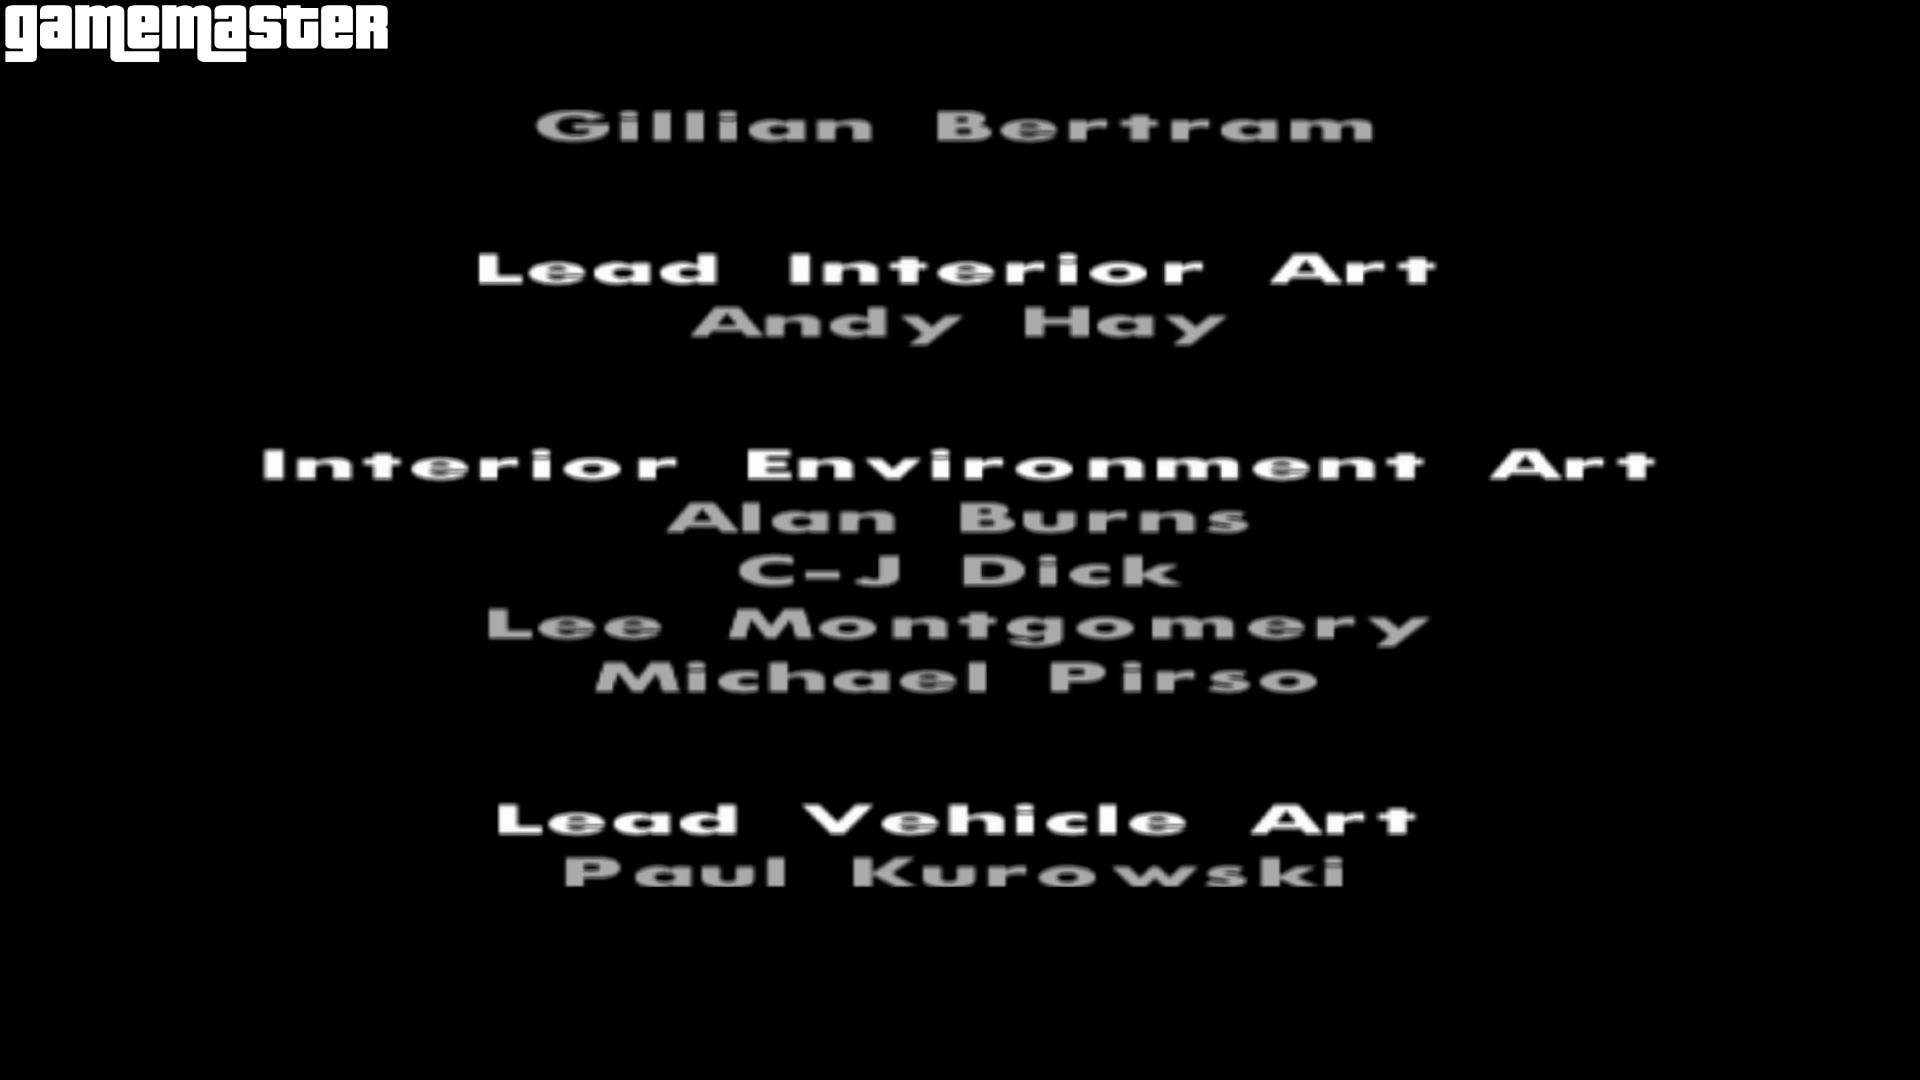 gamemaster
Gillian Bertram
Lead Interior Art
Andy Hay
Interior Environment Art
Alan Burns
C-J Dick
Lee Montgomery
Michael Pirso
Lead Vehicle Art
Paul Kurowski